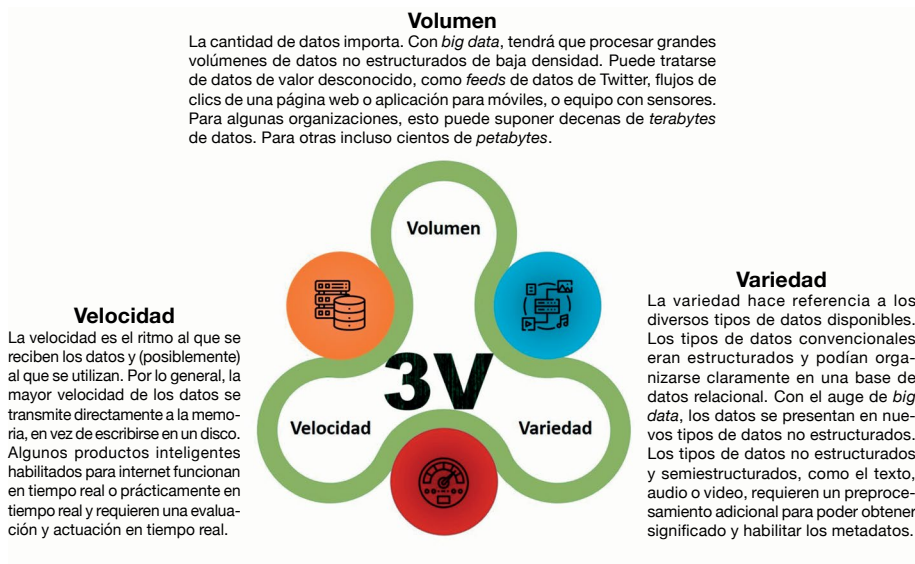 Volumen
La cantidad de datos importa. Con big data, tendrá que procesar grandes
volúmenes de datos no estructurados de baja densidad. Puede tratarse
de datos de valor desconocido, como feeds de datos de Twitter, flujos de
clics de una página web o aplicación para móviles, o equipo con sensores.
Para algunas organizaciones, esto puede suponer decenas de terabytes
de datos. Para otras incluso cientos de petabytes.
Volumen
Velocidad
La velocidad es el ritmo al que se
reciben los datos y (posiblemente)
al que se utilizan. Por lo general, la
mayor velocidad de los datos se
transmite directamente a la memo-
ria, en vez de escribirse en un disco.
Algunos productos inteligentes
habilitados para internet funcionan
en tiempo real o prácticamente en
tiempo real y requieren una evalua-
ción y actuación en tiempo real.
3V
Velocidad
Variedad
Variedad
La variedad hace referencia a los
diversos tipos de datos disponibles.
Los tipos de datos convencionales
eran estructurados y podían orga-
nizarse claramente en una base de
datos relacional. Con el auge de big
data, los datos se presentan en nue-
vos tipos de datos no estructurados.
Los tipos de datos no estructurados
y semiestructurados, como el texto,
audio o video, requieren un preproce-
samiento adicional para poder obtener
significado y habilitar los metadatos.